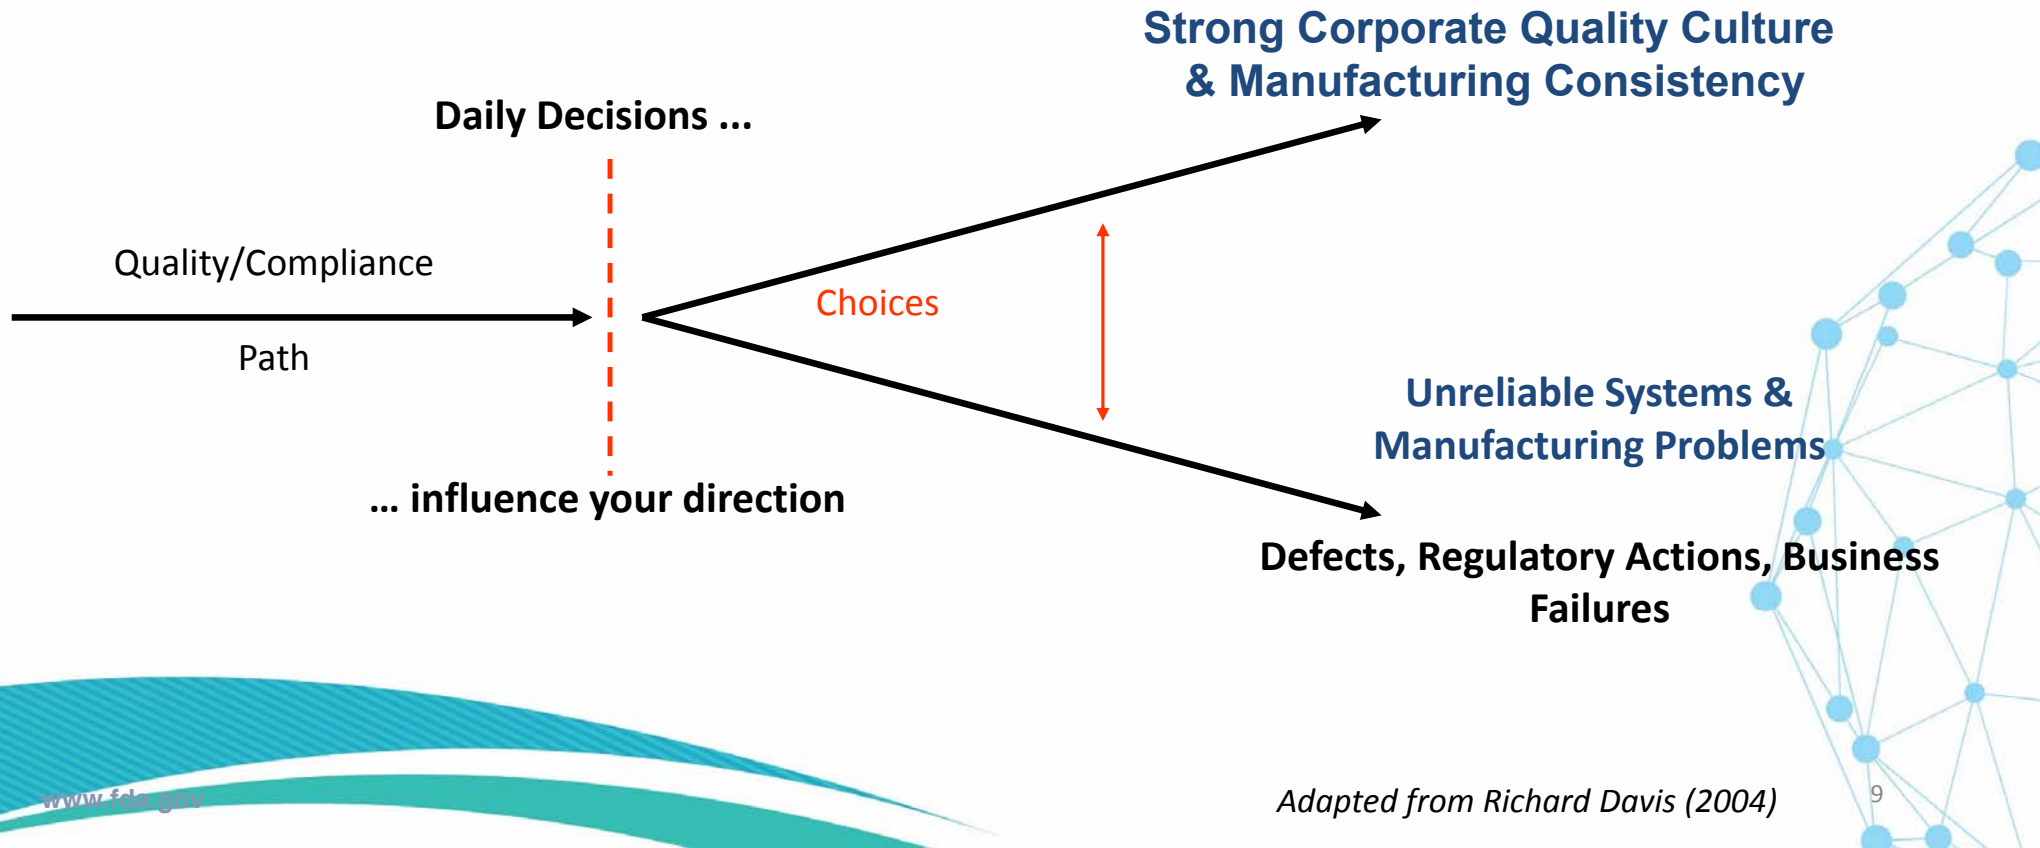 Strong Corporate Quality Culture
& Manufacturing Consistency
Daily Decisions ...
Quality/Compliance
Path
Choices
... influence your direction
Unreliable Systems &
Manufacturing Problems
Defects, Regulatory Actions, Business
Failures
www.fda.gov
Adapted from Richard Davis (2004)
9